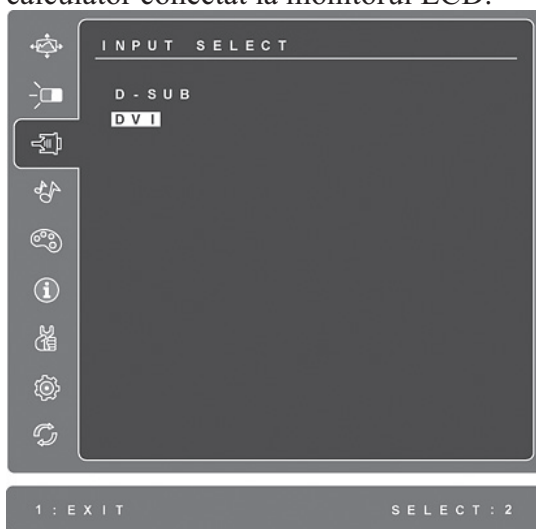 calculator conectat la monitorul LCD.
INPUT SELECT
D-SUB
DVI
1:EXIT SELECT:2